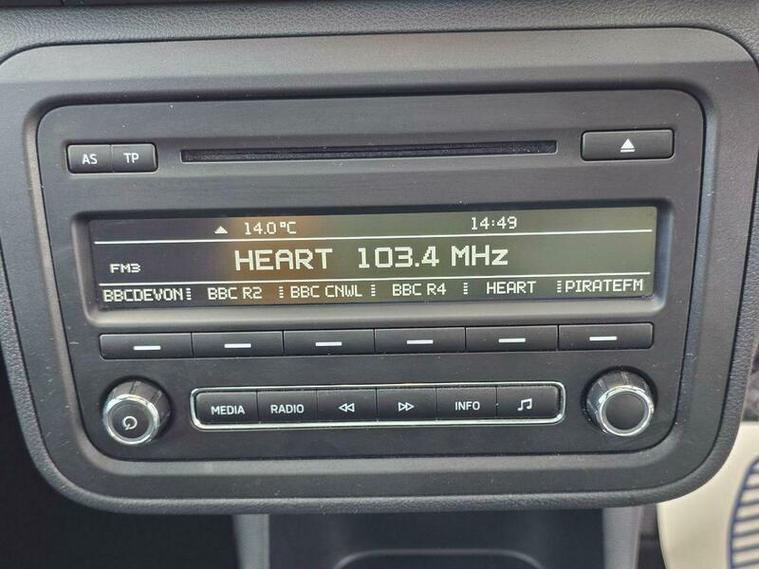 AS TP
14.0°C 14:49
FM3 HEART 103.4 MHz
BBCDEVON BBC R2 BBC CNWL BBC R4 HEART PIRATEFM
MEDIA RADIO INFO